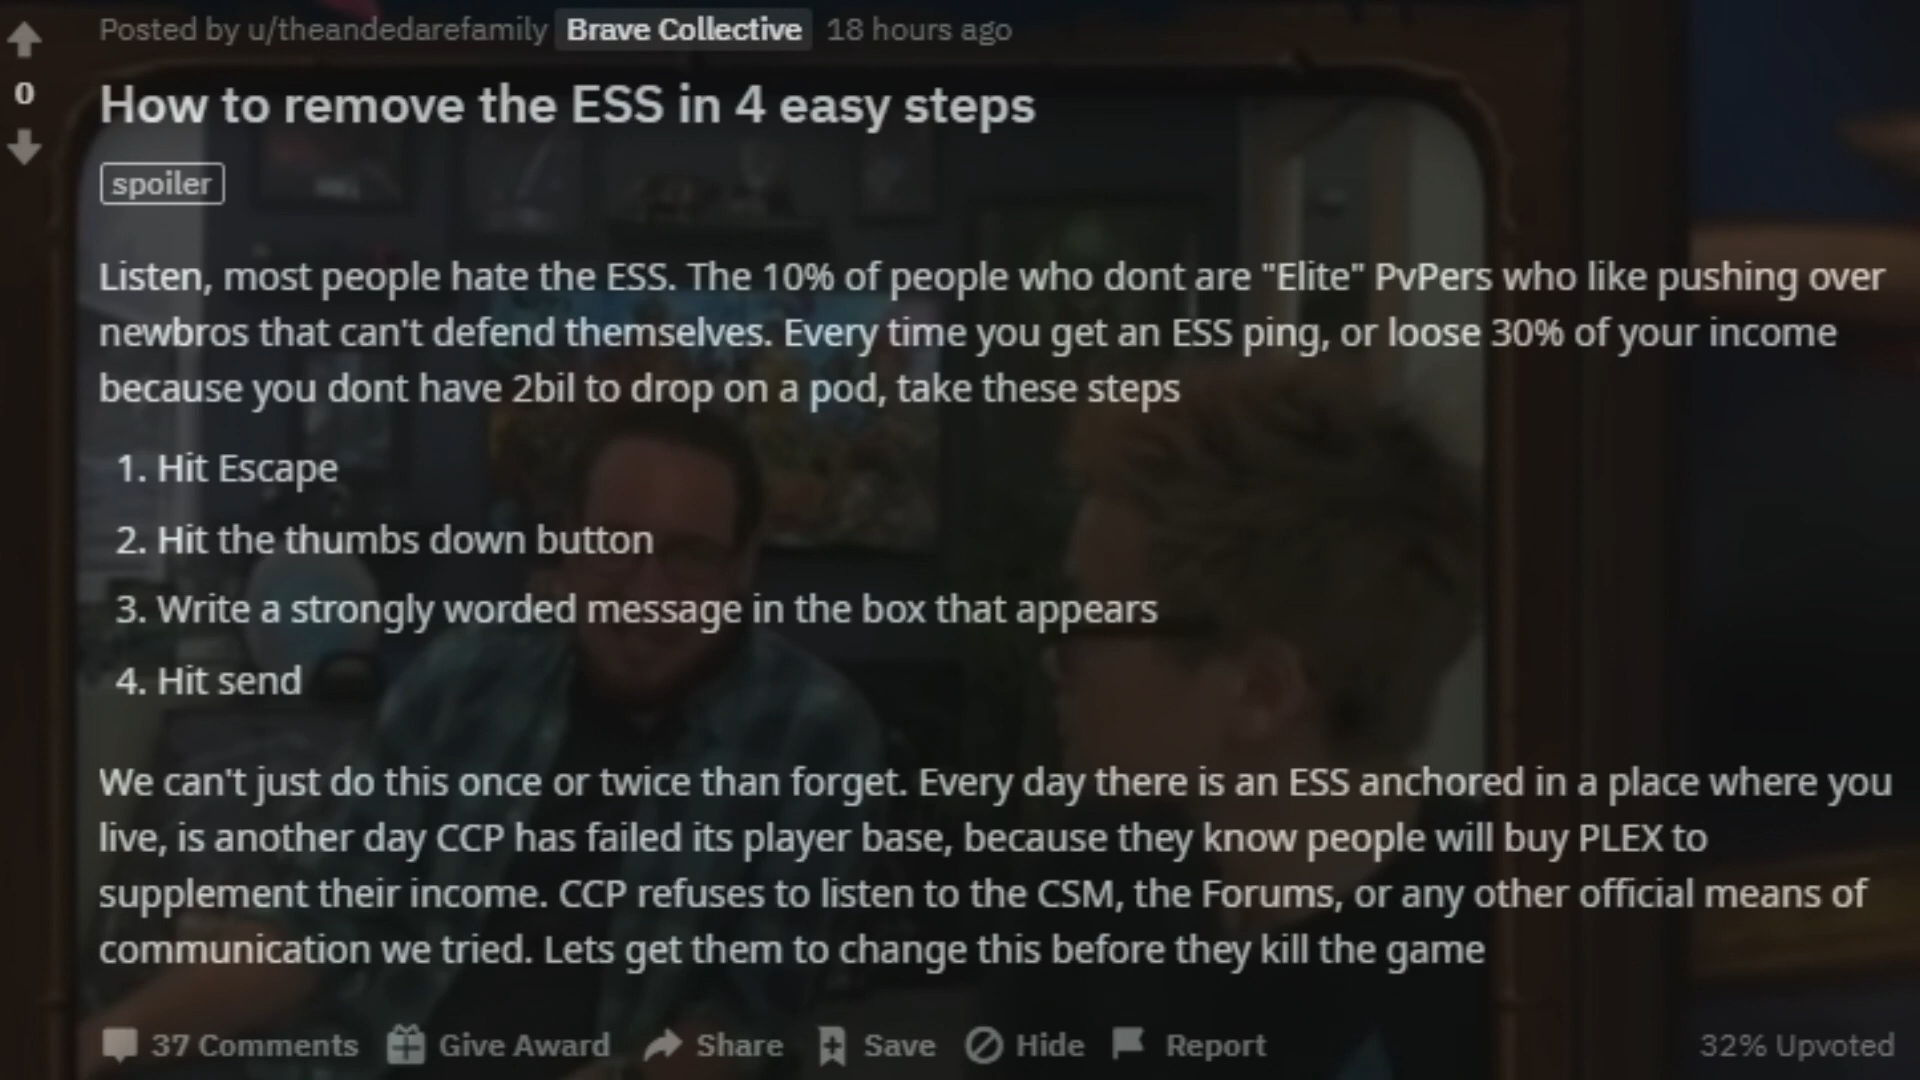 Posted by u/theandedarefamily Brave Collective 18 hours ago
0
How to remove the ESS in 4 easy steps
spoiler
Listen, most people hate the ESS. The 10% of people who dont are "Elite" PvPers who like pushing over
newbros that can't defend themselves. Every time you get an ESS ping, or loose 30% of your income
because you dont have 2bil to drop on a pod, take these steps
1. Hit Escape
2. Hit the thumbs down button
3. Write a strongly worded message in the box that appears
4. Hit send
We can't just do this once or twice than forget. Every day there is an ESS anchored in a place where you
live, is another day CCP has failed its player base, because they know people will buy PLEX to
supplement their income. CCP refuses to listen to the CSM, the Forums, or any other official means of
communication we tried. Lets get them to change this before they kill the game
37 Comments Give Award Share Save Hide Report 32% Upvoted